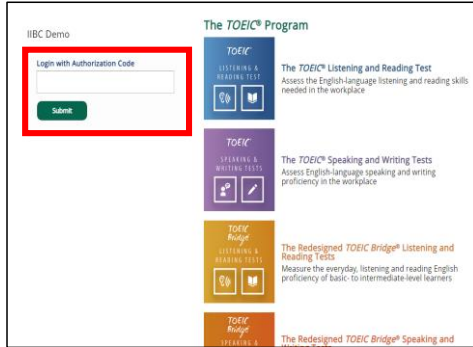 IIBC Demo
Login with Authorization Code
Submit
The TOEIC® Program
TOEIC
LISTENING &
READING TEST
The TOEIC® Listening and Reading Test
Assess the English-language listening and reading skills
needed in the workplace
TOEIC
SPEAKING &
WRITING TESTS
The TOEIC® Speaking and Writing Tests
Assess English-language speaking and writing
proficiency in the workplace
TOEIC
Bridge
LISTENING &
READING TESTS
The Redesigned TOEIC Bridge® Listening and
Reading Tests
Measure the everyday, listening and reading English
proficiency of basic- to intermediate-level learners
TOEIC
Bridge
SPEAKING &
The Redesigned TOEIC Bridge® Speaking and
Writing Tests